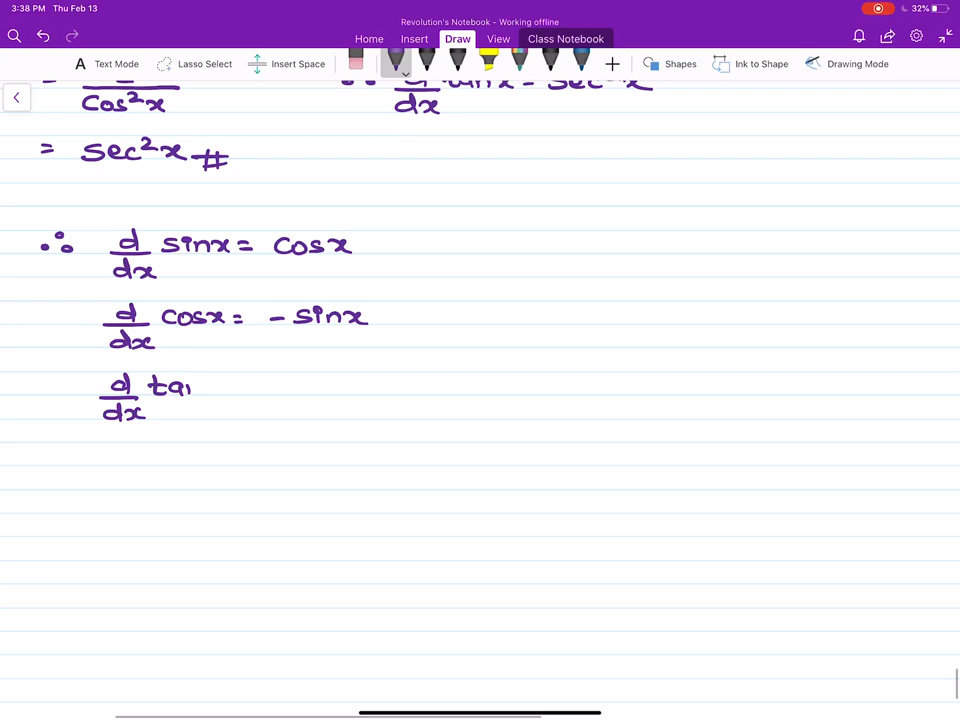 3:38 PM Thu Feb 13
32%
Revolution's Notebook - Working offline
Home Insert Draw View Class Notebook
A Text Mode Lasso Select Insert Space Shapes Ink to Shape Drawing Mode
cos²x
dx
= sec²x #
∴ d/dx sinx = cosx
d/dx cosx = - sinx
d/dx tan